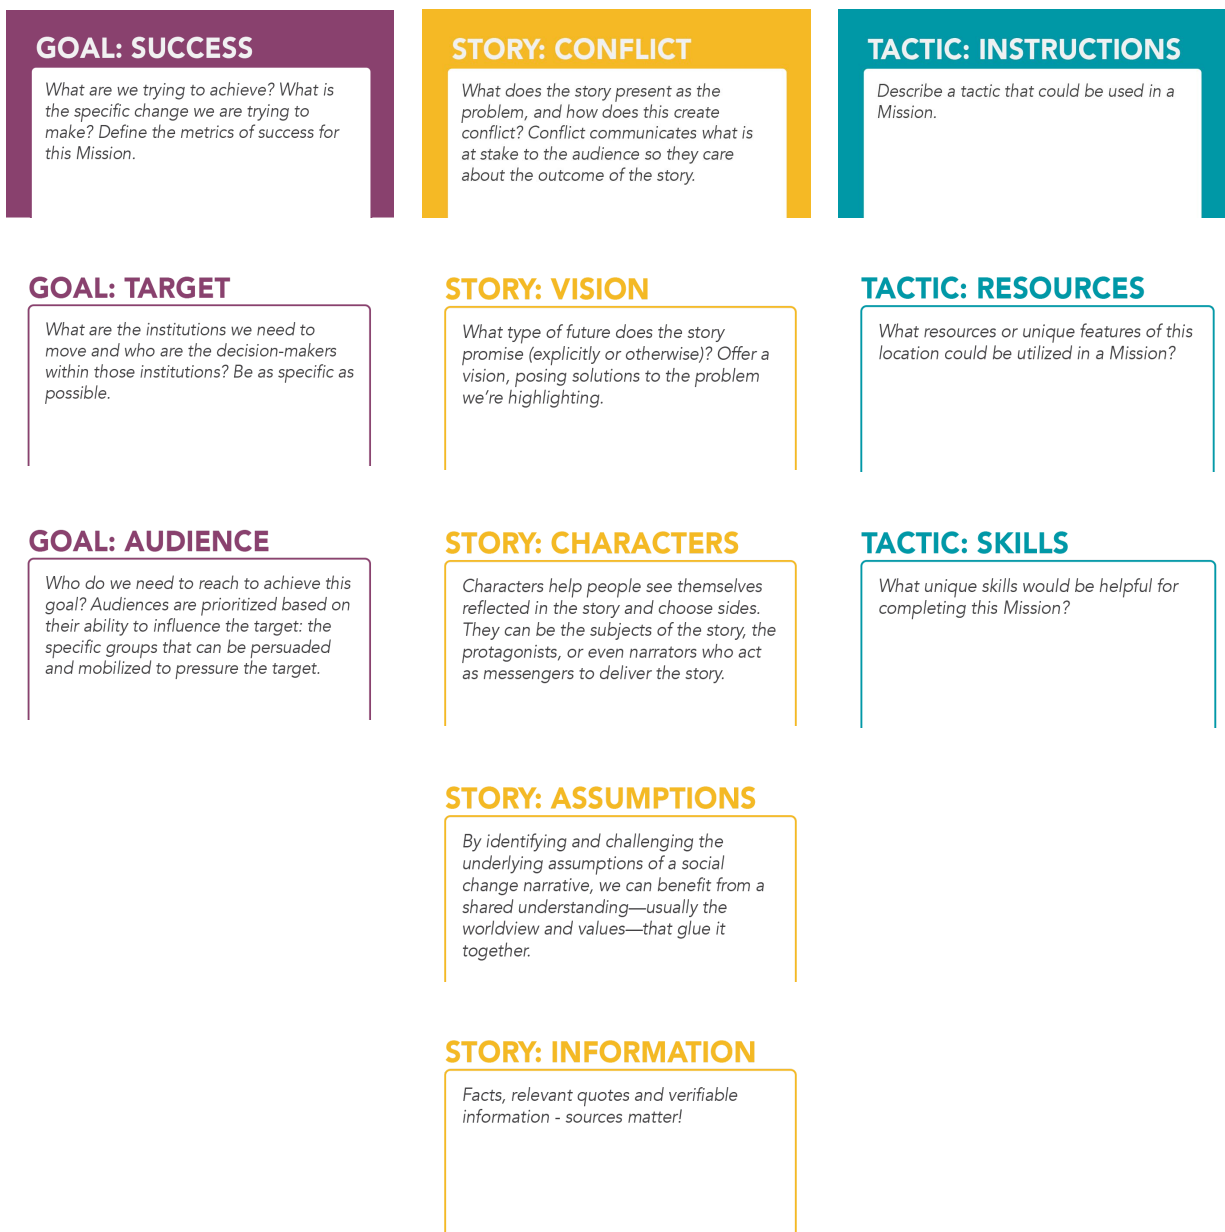 GOAL: SUCCESS
What are we trying to achieve? What is
the specific change we are trying to
make? Define the metrics of success for
this Mission.
GOAL: TARGET
What are the institutions we need to
move and who are the decision-makers
within those institutions? Be as specific as
possible.
GOAL: AUDIENCE
Who do we need to reach to achieve this
goal? Audiences are prioritized based on
their ability to influence the target: the
specific groups that can be persuaded
and mobilized to pressure the target.
STORY: CONFLICT
What does the story present as the
problem, and how does this create
conflict? Conflict communicates what is
at stake to the audience so they care
about the outcome of the story.
STORY: VISION
What type of future does the story
promise (explicitly or otherwise)? Offer a
vision, posing solutions to the problem
we’re highlighting.
STORY: CHARACTERS
Characters help people see themselves
reflected in the story and choose sides.
They can be the subjects of the story, the
protagonists, or even narrators who act
as messengers to deliver the story.
STORY: ASSUMPTIONS
By identifying and challenging the
underlying assumptions of a social
change narrative, we can benefit from a
shared understanding—usually the
worldview and values—that glue it
together.
STORY: INFORMATION
Facts, relevant quotes and verifiable
information - sources matter!
TACTIC: INSTRUCTIONS
Describe a tactic that could be used in a
Mission.
TACTIC: RESOURCES
What resources or unique features of this
location could be utilized in a Mission?
TACTIC: SKILLS
What unique skills would be helpful for
completing this Mission?